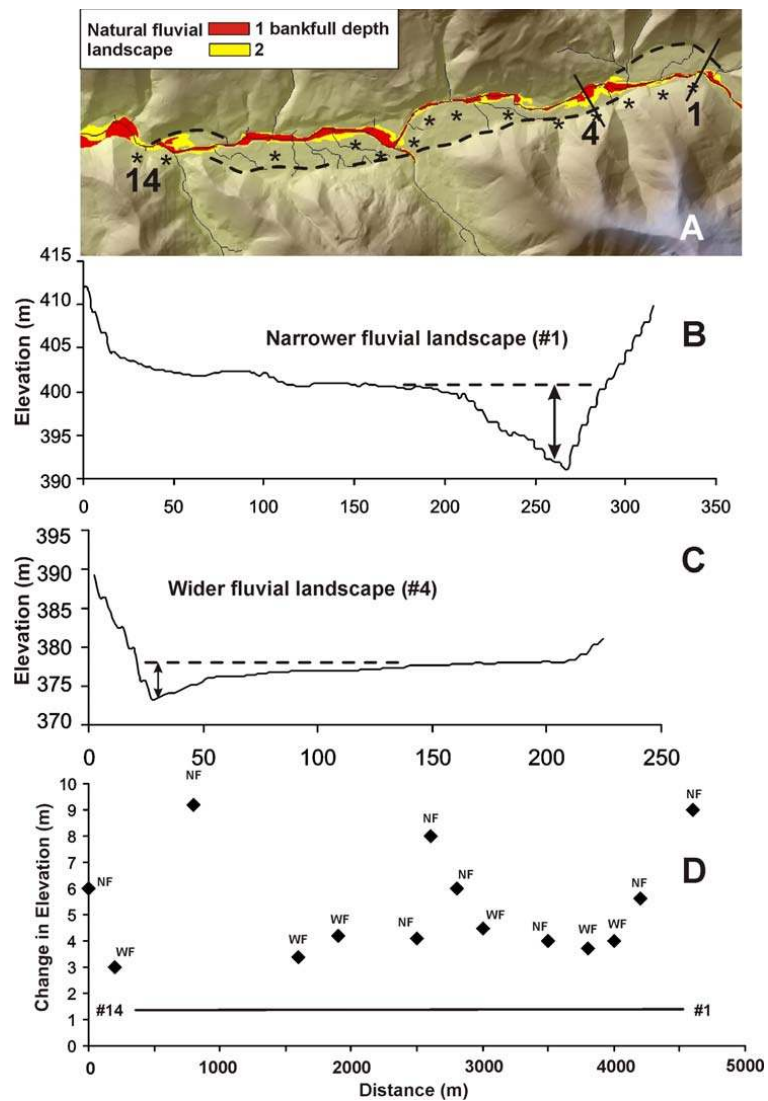 Natural fluvial 1 bankfull depth
landscape 2
1
4
14
A
415
410
405
400
395
390
Elevation (m)
Narrower fluvial landscape (#1)
B
0 50 100 150 200 250 300 350
395
390
385
380
375
370
Elevation (m)
Wider fluvial landscape (#4)
C
0 50 100 150 200 250
10
9
8
7
6
5
4
3
2
1
0
Change in Elevation (m)
NF
WF
NF
WF
WF
NF
NF
NF
WF
NF
WF
WF
NF
NF
D
#14 #1
0 1000 2000 3000 4000 5000
Distance (m)